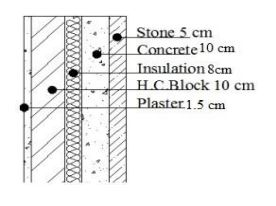 Stone 5 cm
Concrete 10 cm
Insulation 8cm
H.C.Block 10 cm
Plaster.1.5 cm